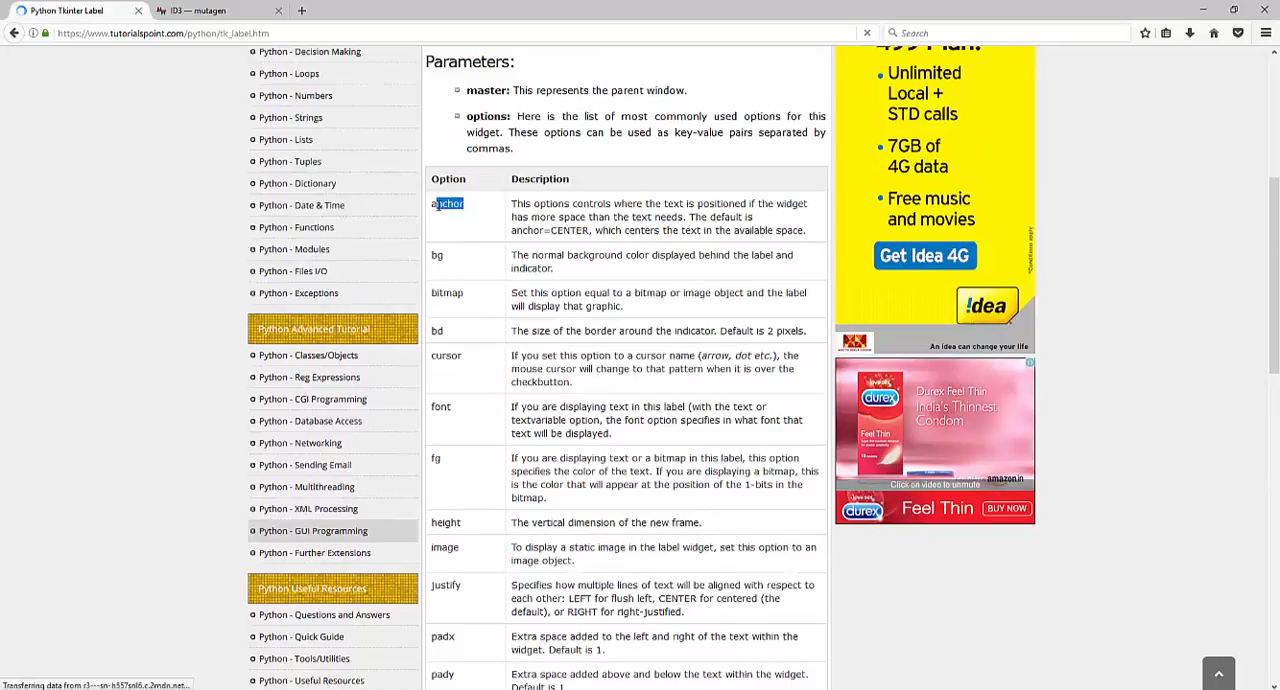 Python Tkinter Label
ID3 — mutagen
https://www.tutorialspoint.com/python/tk_label.htm
Search
Python - Decision Making
Python - Loops
Python - Numbers
Python - Strings
Python - Lists
Python - Tuples
Python - Dictionary
Python - Date & Time
Python - Functions
Python - Modules
Python - Files I/O
Python - Exceptions
Python Advanced Tutorial
Python - Classes/Objects
Python - Reg Expressions
Python - CGI Programming
Python - Database Access
Python - Networking
Python - Sending Email
Python - Multithreading
Python - XML Processing
Python - GUI Programming
Python - Further Extensions
Python Useful Resources
Python - Questions and Answers
Python - Quick Guide
Python - Tools/Utilities
Python - Useful Resources
Parameters:
master: This represents the parent window.
options: Here is the list of most commonly used options for this
widget. These options can be used as key-value pairs separated by
commas.
Option Description
anchor This options controls where the text is positioned if the widget
has more space than the text needs. The default is
anchor=CENTER, which centers the text in the available space.
bg The normal background color displayed behind the label and
indicator.
bitmap Set this option equal to a bitmap or image object and the label
will display that graphic.
bd The size of the border around the indicator. Default is 2 pixels.
cursor If you set this option to a cursor name (arrow, dot etc.), the
mouse cursor will change to that pattern when it is over the
checkbutton.
font If you are displaying text in this label (with the text or
textvariable option, the font option specifies in what font that
text will be displayed.
fg If you are displaying text or a bitmap in this label, this option
specifies the color of the text. If you are displaying a bitmap, this
is the color that will appear at the position of the 1-bits in the
bitmap.
height The vertical dimension of the new frame.
image To display a static image in the label widget, set this option to an
image object.
justify Specifies how multiple lines of text will be aligned with respect to
each other: LEFT for flush left, CENTER for centered (the
default), or RIGHT for right-justified.
padx Extra space added to the left and right of the text within the
widget. Default is 1.
pady Extra space added above and below the text within the widget.
Default is 1.
499 Plan!
Unlimited
Local +
STD calls
7GB of
4G data
Free music
and movies
Get Idea 4G
*Conditions apply
!dea
An idea can change your life
durex
Durex Feel Thin
India's Thinnest
Condom
durex
Feel Thin
amazon.in
Click on video to unmute
durex Feel Thin BUY NOW
Transferring data from r3---sn-h557snl6.c.2mdn.net...